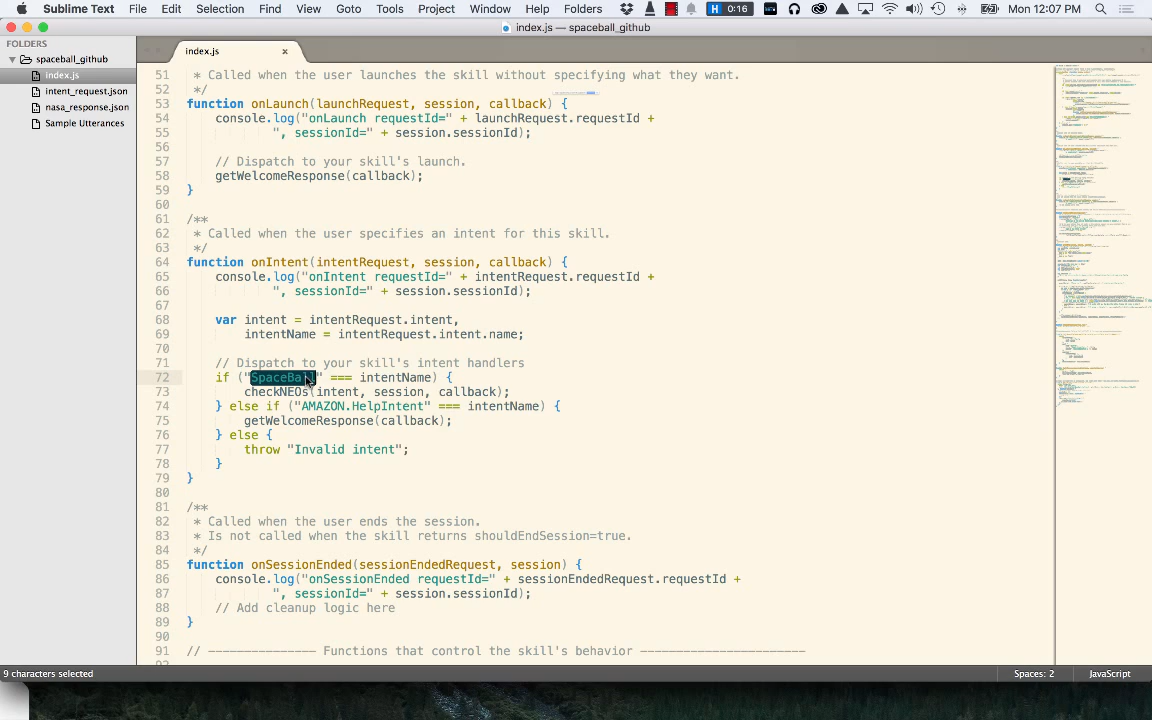 Sublime Text File Edit Selection Find View Goto Tools Project Window Help Folders H 0:16 Mon 12:07 PM
index.js — spaceball_github
FOLDERS
spaceball_github
index.js
intent_request.json
nasa_response.json
Sample Utterances
index.js ×
51 * Called when the user launches the skill without specifying what they want.
52 */
53 function onLaunch(launchRequest, session, callback) {
54 console.log("onLaunch requestId=" + launchRequest.requestId +
55 ", sessionId=" + session.sessionId);
56
57 // Dispatch to your skill's launch.
58 getWelcomeResponse(callback);
59 }
60
61 /**
62 * Called when the user specifies an intent for this skill.
63 */
64 function onIntent(intentRequest, session, callback) {
65 console.log("onIntent requestId=" + intentRequest.requestId +
66 ", sessionId=" + session.sessionId);
67
68 var intent = intentRequest.intent,
69 intentName = intentRequest.intent.name;
70
71 // Dispatch to your skill's intent handlers
72 if ("SpaceBall" === intentName) {
73 checkNEOs(intent, session, callback);
74 } else if ("AMAZON.HelpIntent" === intentName) {
75 getWelcomeResponse(callback);
76 } else {
77 throw "Invalid intent";
78 }
79 }
80
81 /**
82 * Called when the user ends the session.
83 * Is not called when the skill returns shouldEndSession=true.
84 */
85 function onSessionEnded(sessionEndedRequest, session) {
86 console.log("onSessionEnded requestId=" + sessionEndedRequest.requestId +
87 ", sessionId=" + session.sessionId);
88 // Add cleanup logic here
89 }
90
91 // --------------- Functions that control the skill's behavior -----------------------
9 characters selected Spaces: 2 JavaScript